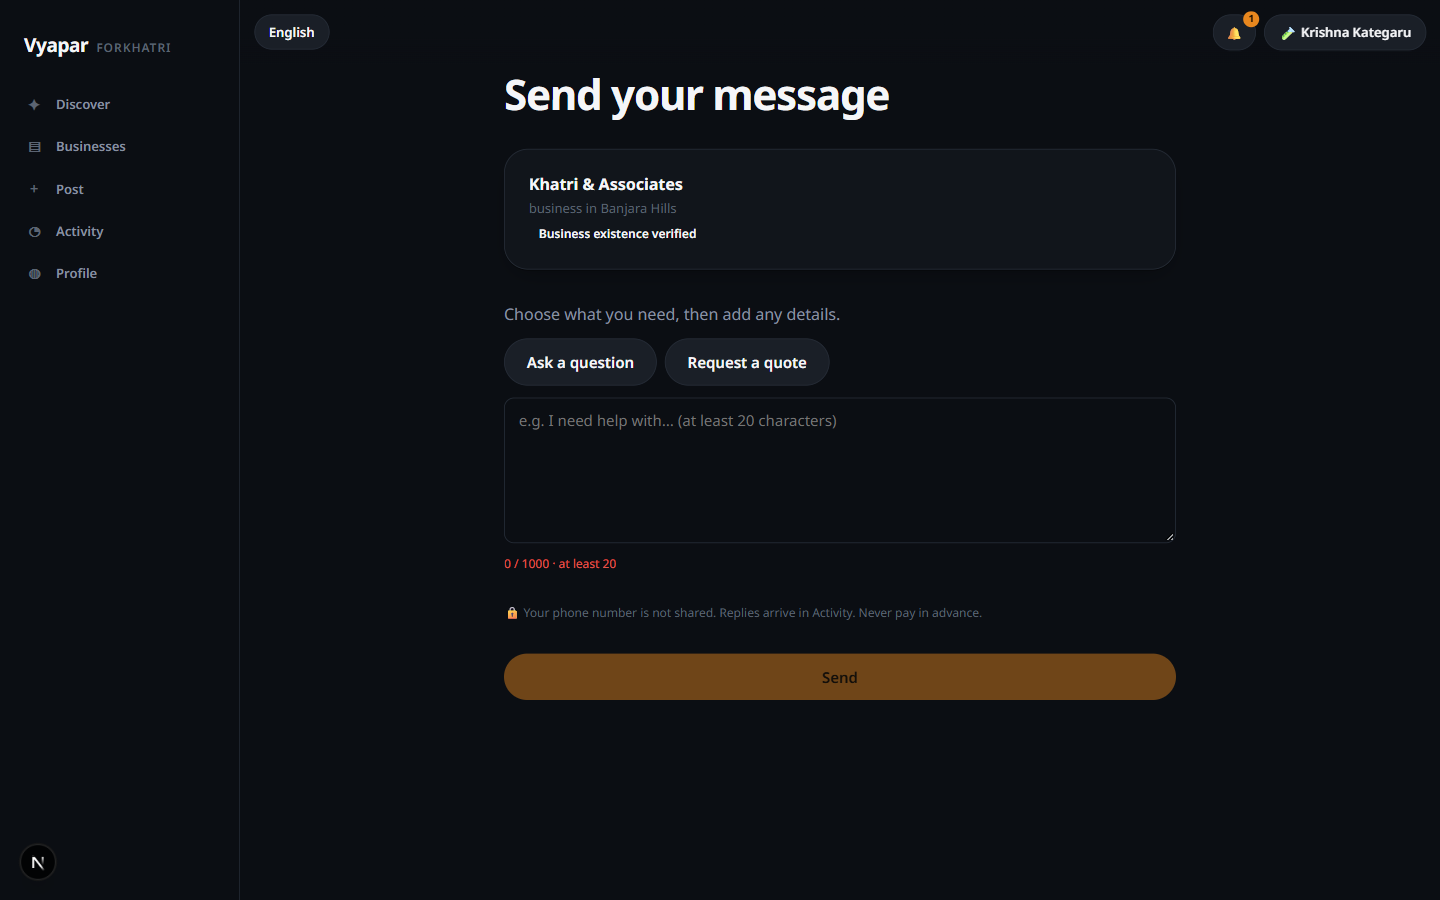 Vyapar FORKHATRI
Discover
Businesses
Post
Activity
Profile
English
1
Krishna Kategaru
Send your message
Khatri & Associates
business in Banjara Hills
Business existence verified
Choose what you need, then add any details.
Ask a question
Request a quote
e.g. I need help with... (at least 20 characters)
0 / 1000 · at least 20
Your phone number is not shared. Replies arrive in Activity. Never pay in advance.
Send
N